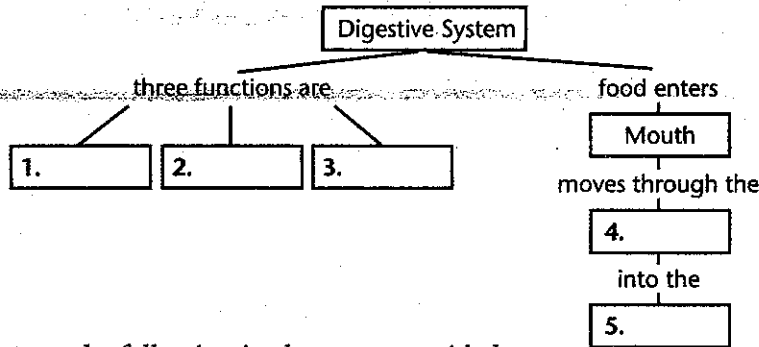 Digestive System
three functions are
food enters
1.
2.
3.
Mouth
moves through the
4.
into the
5.